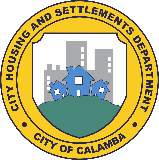 CITY HOUSING AND SETTLEMENTS DEPARTMENT
CITY OF CALAMBA